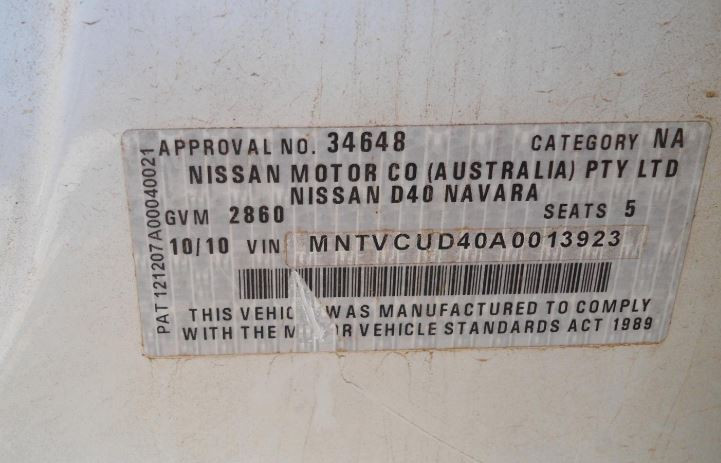 PAT 121207A00040021
APPROVAL NO. 34648 CATEGORY NA
NISSAN MOTOR CO (AUSTRALIA) PTY LTD
NISSAN D40 NAVARA
GVM 2860 SEATS 5
10/10 VIN MNTVCUD40A0013923
THIS VEHIC WAS MANUFACTURED TO COMPLY
WITH THE M R VEHICLE STANDARDS ACT 1989